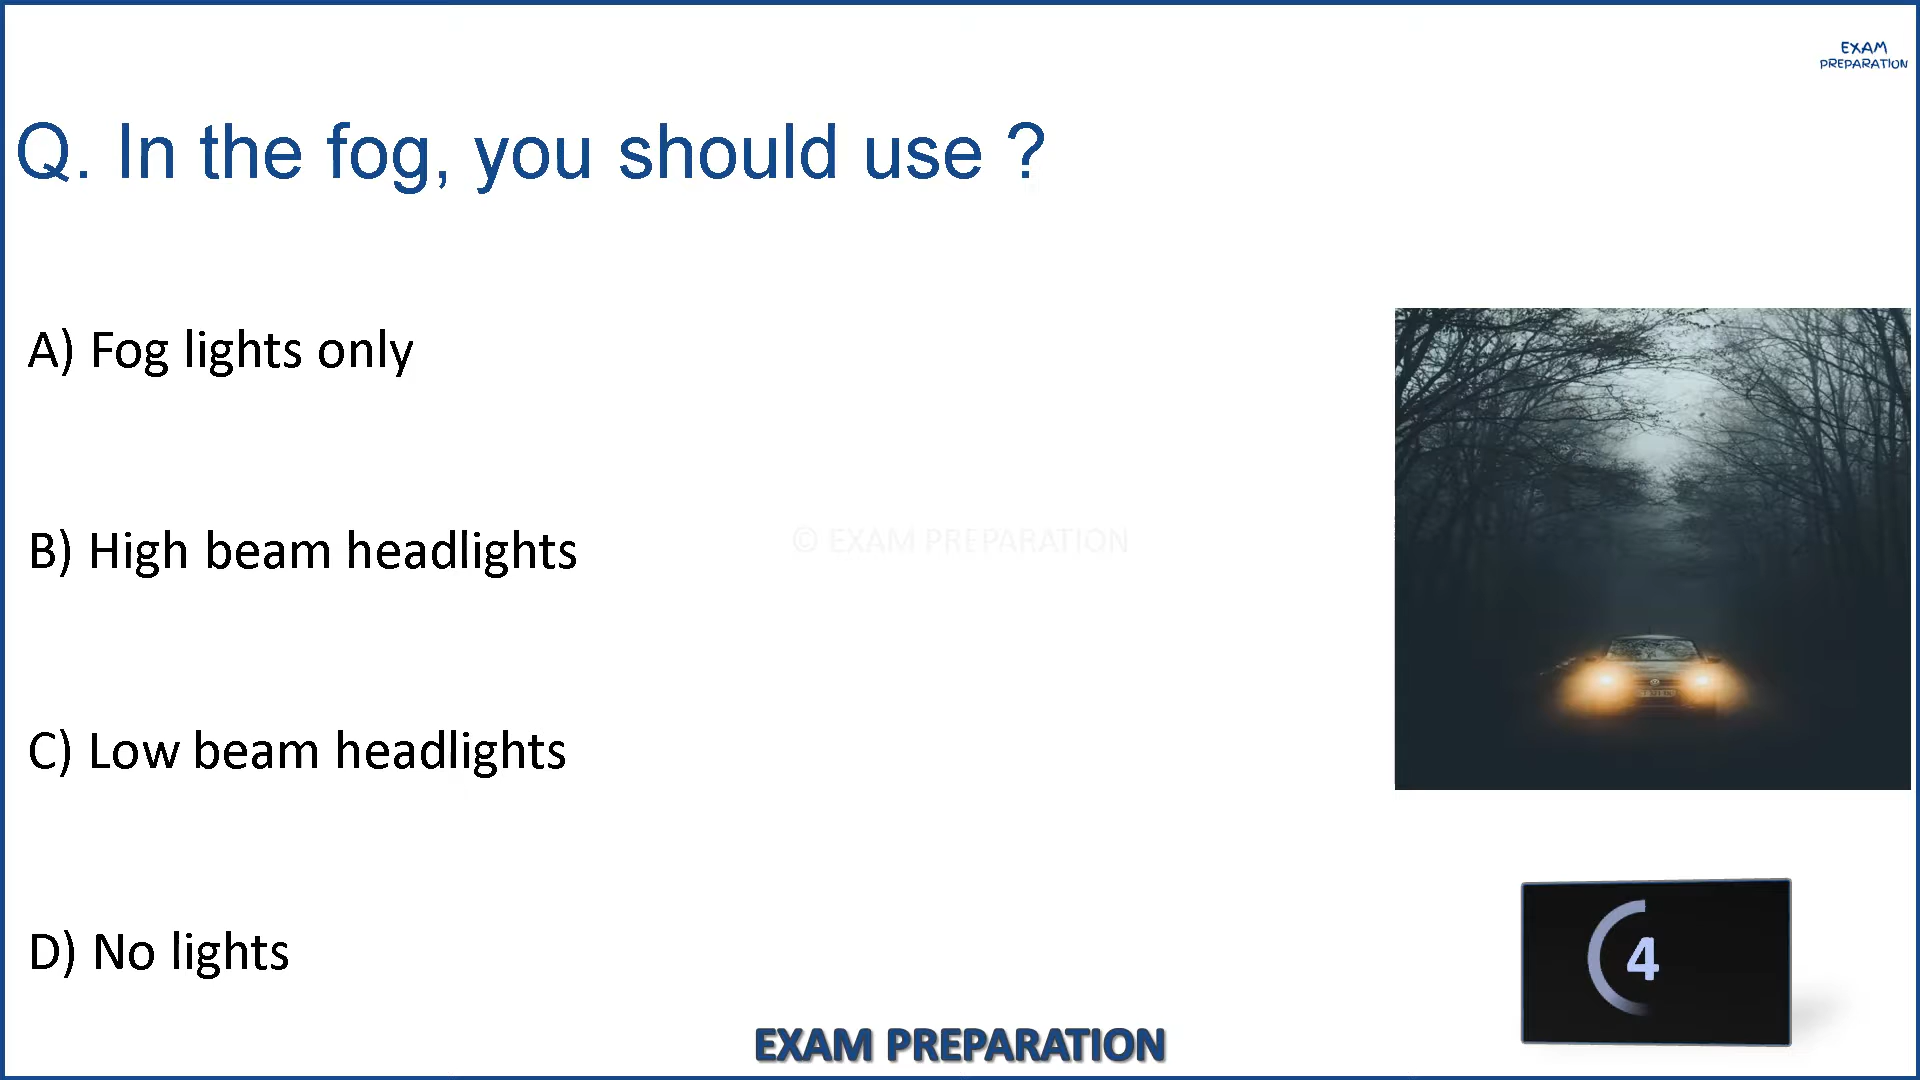 EXAM
PREPARATION
Q. In the fog, you should use ?
A) Fog lights only
B) High beam headlights
© EXAM PREPARATION
C) Low beam headlights
D) No lights
4
EXAM PREPARATION